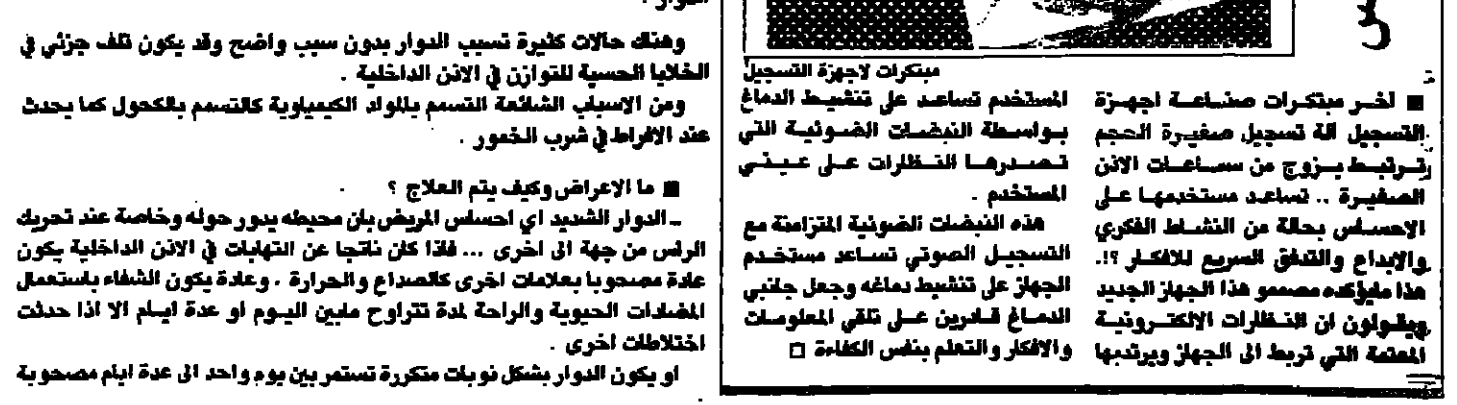 مبتكرات لاجهزة التسجيل
■ آخر مبتكرات صناعة اجهزة
التسجيل آلة تسجيل صغيرة الحجم
ترتبط بزوج من سماعات الاذن
الصغيرة .. تساعد مستخدمها على
الاحساس بحالة من النشاط الفكري
والابداع والتدفق السريع للافكار ؟!.
هذا مايؤكده مصممو هذا الجهاز الجديد
ويقولون ان النظارات الالكترونية
المعتمة التي تربط الى الجهاز ويرتديها
المستخدم تساعد على تنشيط الدماغ
بواسطة النبضات الضوئية التي
تصدرها النظارات على عيني
المستخدم .
هذه النبضات الضوئية المتزامنة مع
التسجيل الصوتي تساعد مستخدم
الجهاز على تنشيط دماغه وجعل جانبي
الدماغ قادرين على تلقي المعلومات
والافكار والتعلم بنفس الكفاءة □
وهناك حالات كثيرة تسبب الدوار بدون سبب واضح وقد يكون تلف جزئي في
الخلايا الحسية للتوازن في الاذن الداخلية .
ومن الاسباب الشائعة التسمم بالمواد الكيمياوية كالتسمم بالكحول كما يحدث
عند الافراط في شرب الخمور .
■ ما الاعراض وكيف يتم العلاج ؟
ـ الدوار الشديد اي احساس المريض بان محيطه يدور حوله وخاصة عند تحريك
الرأس من جهة الى اخرى ... فاذا كان ناتجا عن التهابات في الاذن الداخلية يكون
عادة مصحوبا بعلامات اخرى كالصداع والحرارة . وعادة يكون الشفاء باستعمال
المضادات الحيوية والراحة لمدة تتراوح مابين اليوم او عدة ايام الا اذا حدثت
اختلاطات اخرى .
او يكون الدوار بشكل نوبات متكررة تستمر بين يوم واحد الى عدة ايام مصحوبة